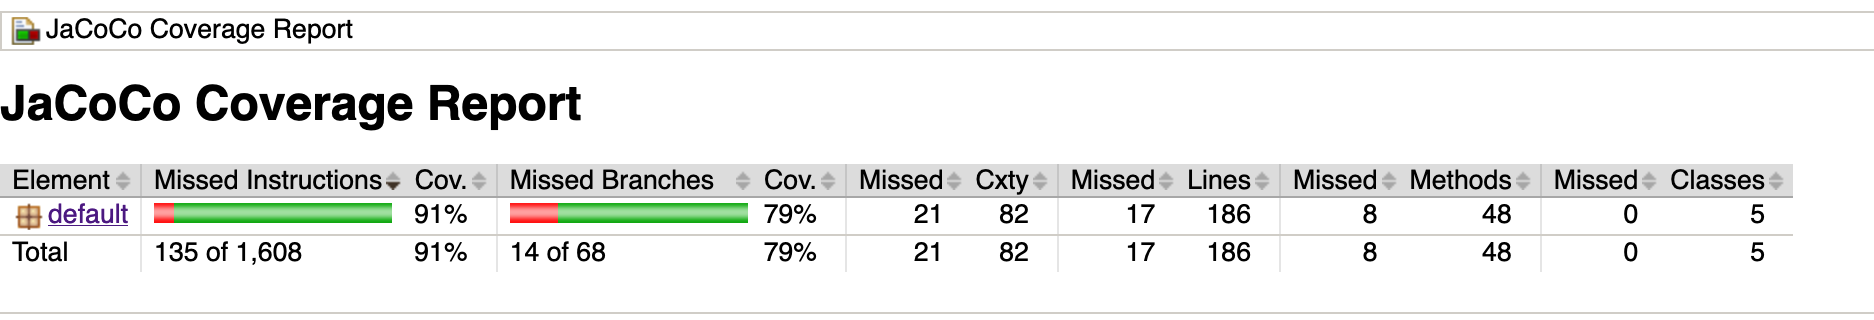 JaCoCo Coverage Report
JaCoCo Coverage Report
Element Missed Instructions Cov. Missed Branches Cov. Missed Cxty Missed Lines Missed Methods Missed Classes
default 91% 79% 21 82 17 186 8 48 0 5
Total 135 of 1,608 91% 14 of 68 79% 21 82 17 186 8 48 0 5